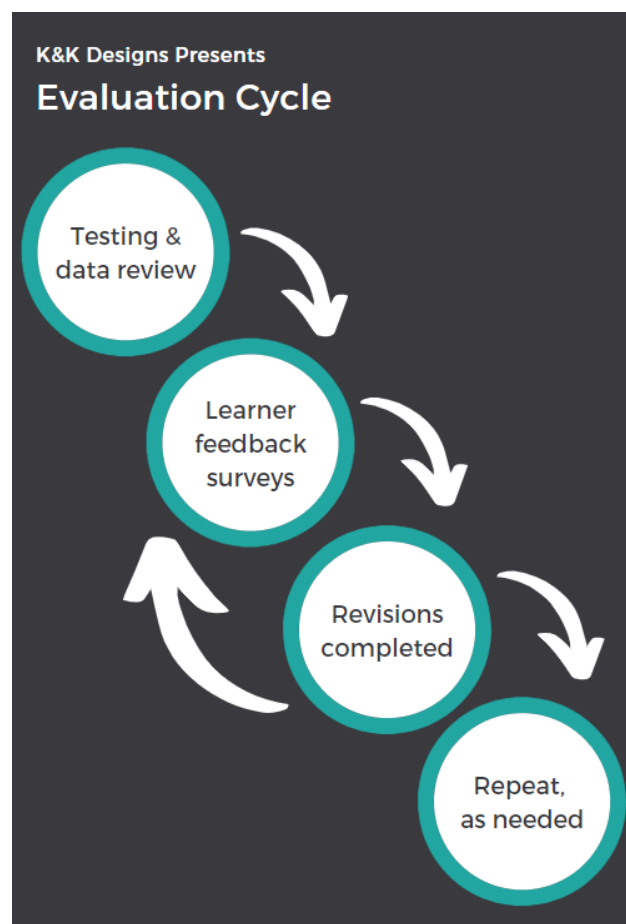 K&K Designs Presents
Evaluation Cycle
Testing &
data review
Learner
feedback
surveys
Revisions
completed
Repeat,
as needed